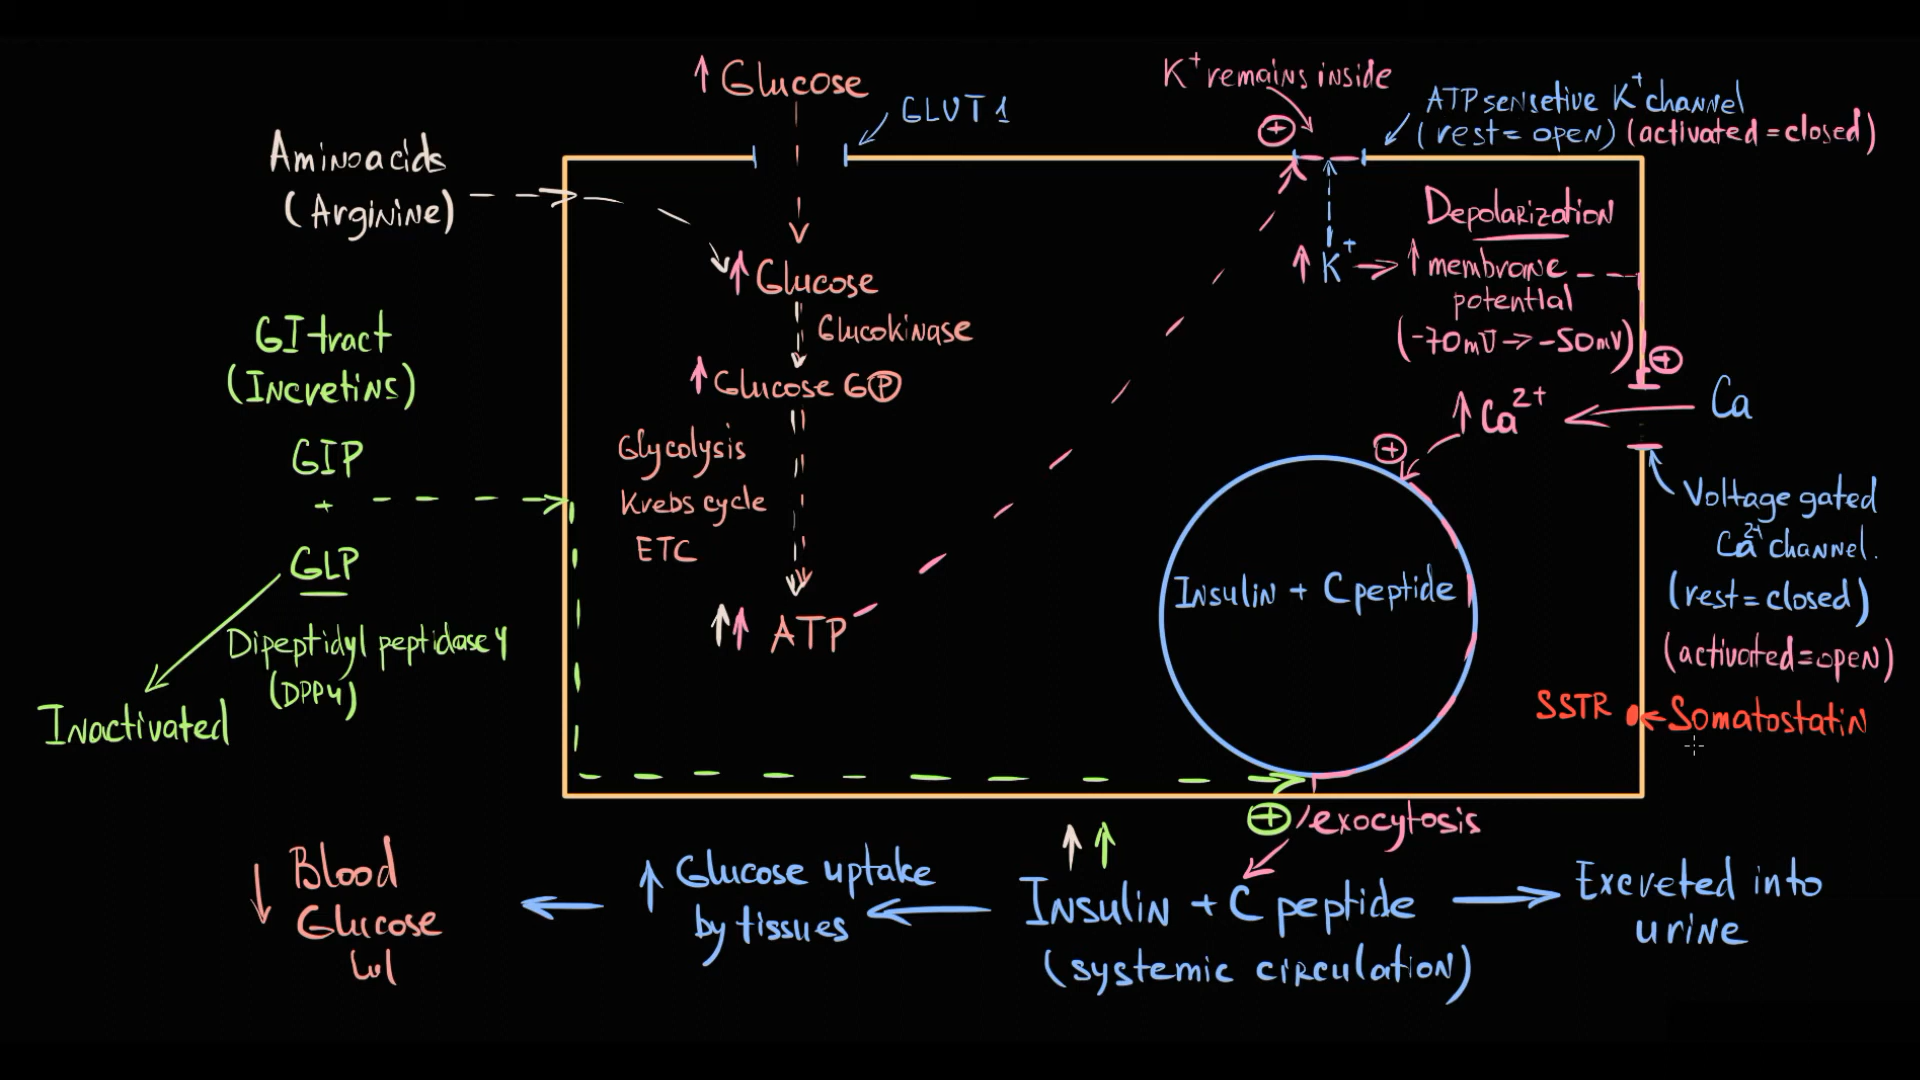 ↑ Glucose
GLUT 1
K⁺ remains inside
⊕
ATP sensetive K⁺ channel
(rest = open) (activated = closed)
Aminoacids
(Arginine)
↑ Glucose
Glucokinase
↑ Glucose 6Ⓟ
Glycolysis
Krebs cycle
ETC
↑↑ ATP
Depolarization
↑ K⁺ → ↑ membrane
potential
(-70mV → -50mV)
⊕
↑ Ca²⁺ ← Ca
⊕
Voltage gated
Ca²⁺ channel.
(rest = closed)
(activated = open)
SSTR ← Somatostatin
GI tract
(Incretins)
GIP
+
GLP
Dipeptidyl peptidase 4
(DPP4)
Inactivated
Insulin + C peptide
⊕ exocytosis
↑↑
Insulin + C peptide → Excreted into
urine
(systemic circulation)
↑ Glucose uptake
by tissues
↓ Blood
Glucose
lvl